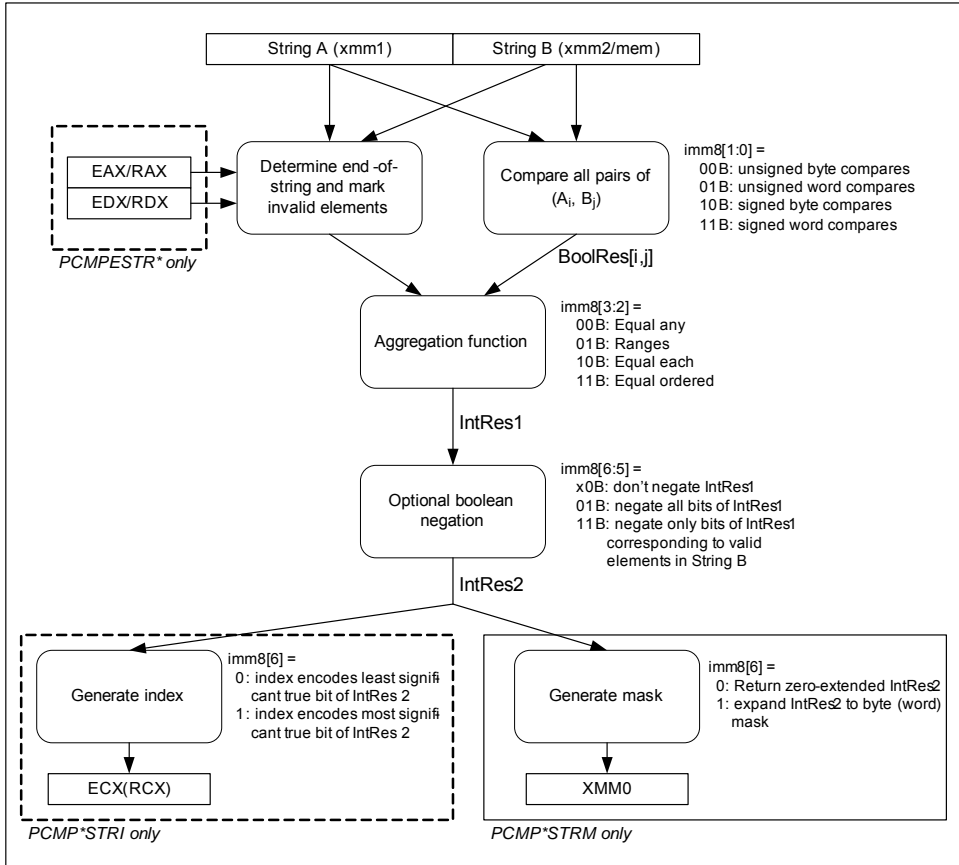 String A (xmm1)
String B (xmm2/mem)
EAX/RAX
EDX/RDX
PCMPESTR* only
Determine end -of-
string and mark
invalid elements
Compare all pairs of
(Ai, Bj)
imm8[1:0] =
00B: unsigned byte compares
01B: unsigned word compares
10B: signed byte compares
11B: signed word compares
BoolRes[i,j]
Aggregation function
imm8[3:2] =
00B: Equal any
01B: Ranges
10B: Equal each
11B: Equal ordered
IntRes1
Optional boolean
negation
imm8[6:5] =
x0B: don't negate IntRes1
01B: negate all bits of IntRes1
11B: negate only bits of IntRes1
corresponding to valid
elements in String B
IntRes2
Generate index
imm8[6] =
0: index encodes least signifi
cant true bit of IntRes 2
1: index encodes most signifi
cant true bit of IntRes 2
ECX(RCX)
PCMP*STRI only
Generate mask
imm8[6] =
0: Return zero-extended IntRes2
1: expand IntRes2 to byte (word)
mask
XMM0
PCMP*STRM only